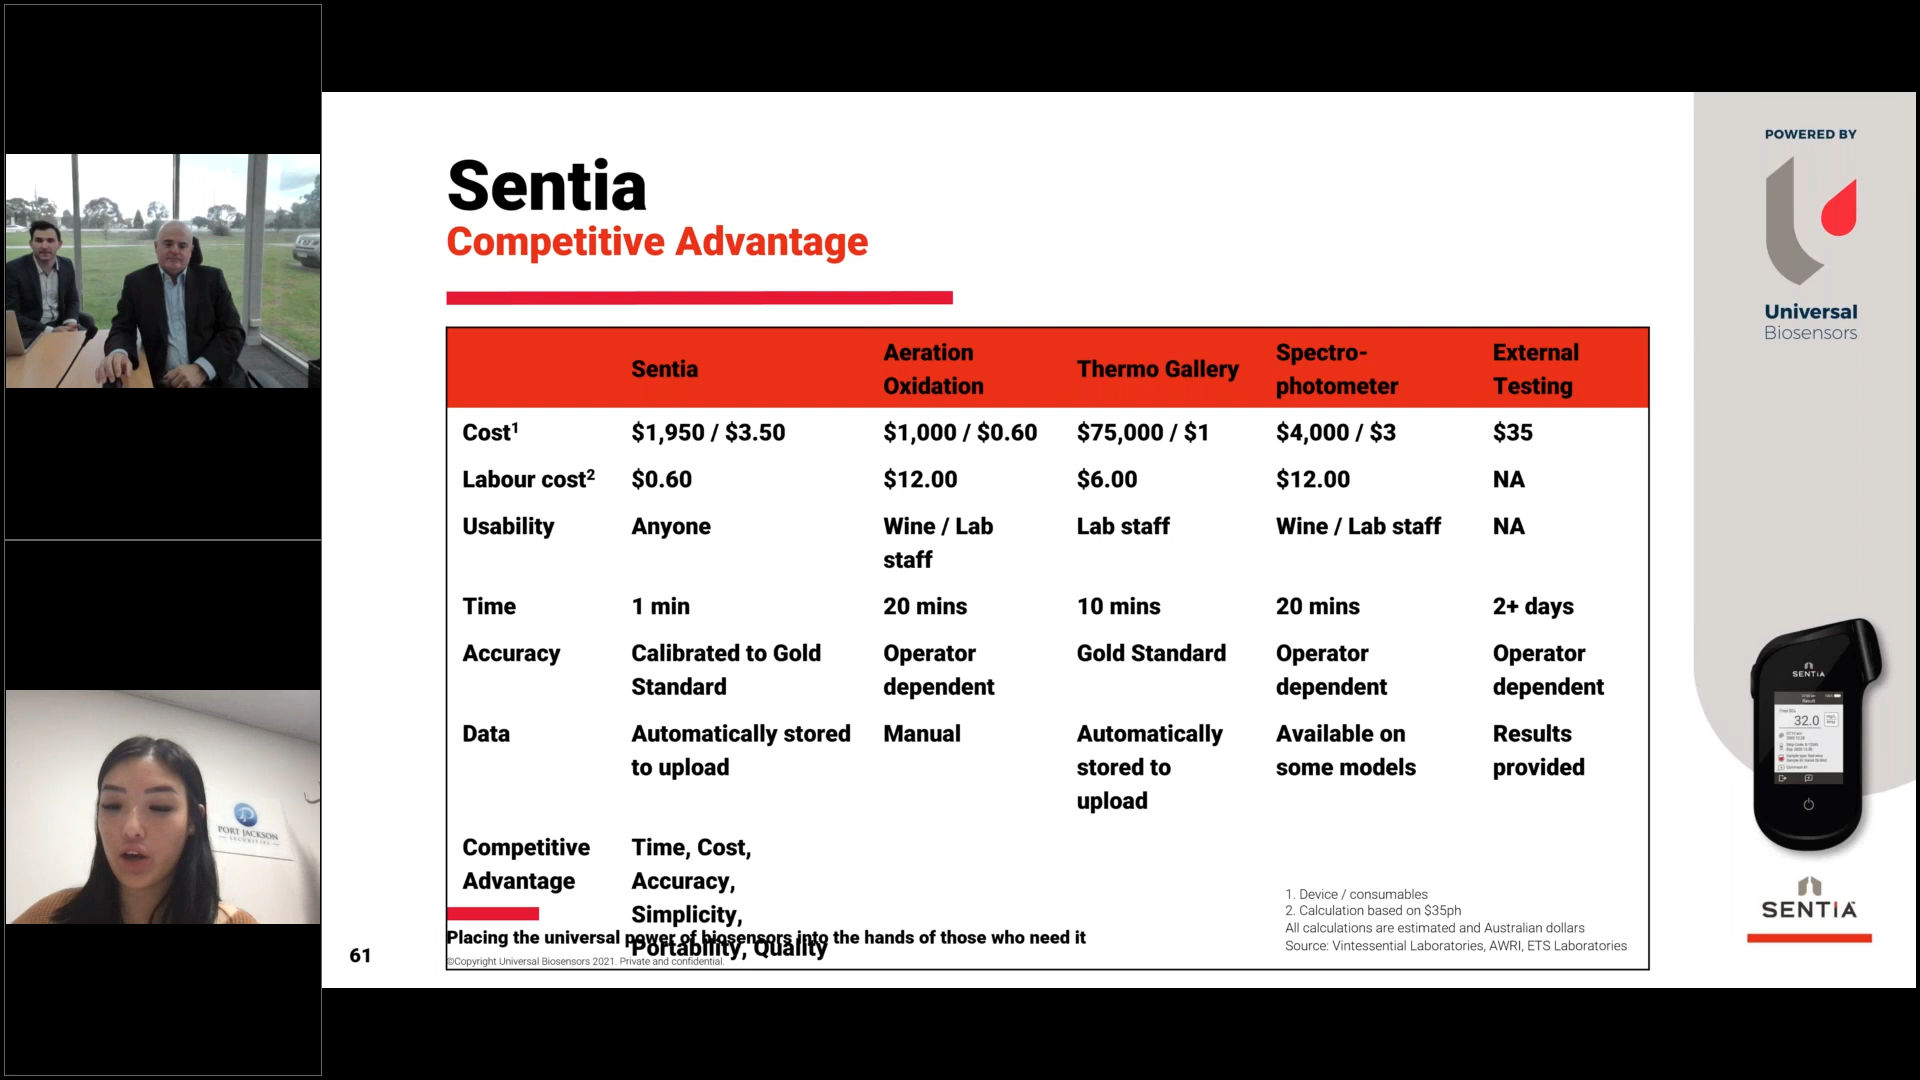 Sentia
Competitive Advantage
Sentia
Aeration
Oxidation
Thermo Gallery
Spectro-
photometer
External
Testing
Cost¹
$1,950 / $3.50
$1,000 / $0.60
$75,000 / $1
$4,000 / $3
$35
Labour cost²
$0.60
$12.00
$6.00
$12.00
NA
Usability
Anyone
Wine / Lab
staff
Lab staff
Wine / Lab staff
NA
Time
1 min
20 mins
10 mins
20 mins
2+ days
Accuracy
Calibrated to Gold
Standard
Operator
dependent
Gold Standard
Operator
dependent
Operator
dependent
Data
Automatically stored
to upload
Manual
Automatically
stored to
upload
Available on
some models
Results
provided
Competitive
Advantage
Time, Cost,
Accuracy,
Simplicity,
Portability, Quality
1. Device / consumables
2. Calculation based on $35ph
All calculations are estimated and Australian dollars
Source: Vintessential Laboratories, AWRI, ETS Laboratories
Placing the universal power of biosensors into the hands of those who need it
©Copyright Universal Biosensors 2021. Private and confidential.
61
POWERED BY
Universal
Biosensors
SENTIA
Result
32.0
SENTIA
PORT JACKSON
SECURITIES